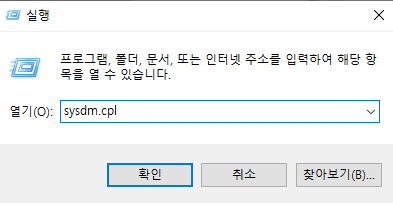 실행
프로그램, 폴더, 문서, 또는 인터넷 주소를 입력하여 해당 항
목을 열 수 있습니다.
열기(O): sysdm.cpl
확인 취소 찾아보기(B)...